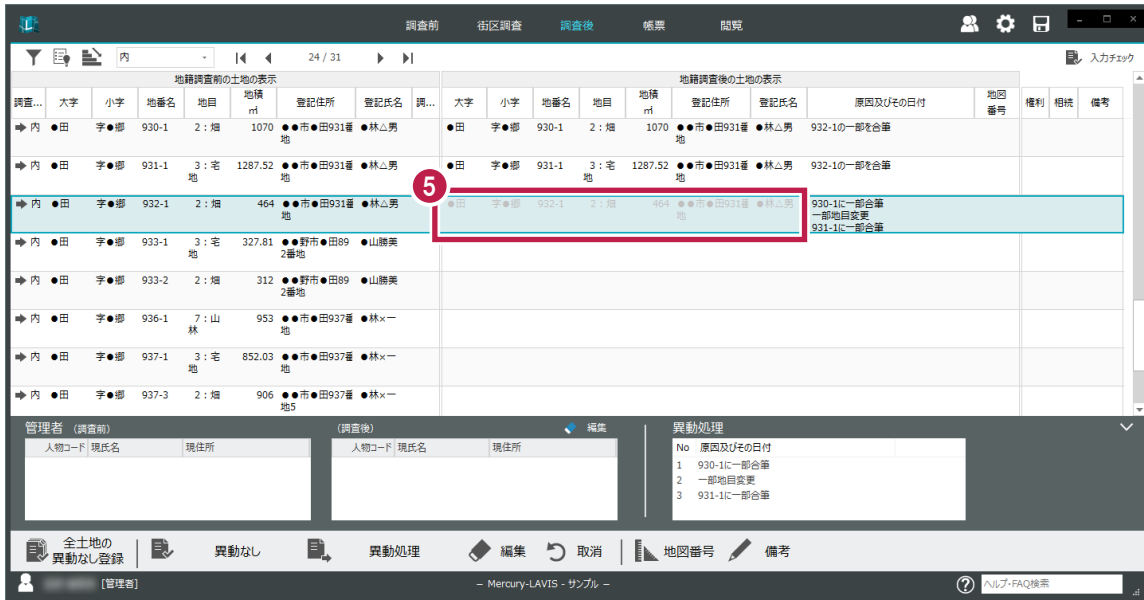 調査前 街区調査 調査後 帳票 閲覧
内 24 / 31 入力チェック
地籍調査前の土地の表示 地籍調査後の土地の表示
調査... 大字 小字 地番名 地目 地積㎡ 登記住所 登記氏名 調... 大字 小字 地番名 地目 地積㎡ 登記住所 登記氏名 原因及びその日付 地図番号 権利 相続 備考
内 ●田 字●郷 930-1 2:畑 1070 ●●市●田931番地 ●林△男 ●田 字●郷 930-1 2:畑 1070 ●●市●田931番地 ●林△男 932-1の一部を合筆
内 ●田 字●郷 931-1 3:宅地 1287.52 ●●市●田931番地 ●林△男 ●田 字●郷 931-1 3:宅地 1287.52 ●●市●田931番地 ●林△男 932-1の一部を合筆
5
内 ●田 字●郷 932-1 2:畑 464 ●●市●田931番地 ●林△男 ●田 字●郷 932-1 2:畑 464 ●●市●田931番地 ●林△男 930-1に一部合筆
一部地目変更
931-1に一部合筆
内 ●田 字●郷 933-1 3:宅地 327.81 ●●野市●田892番地 ●山勝美
内 ●田 字●郷 933-2 2:畑 312 ●●野市●田892番地 ●山勝美
内 ●田 字●郷 936-1 7:山林 953 ●●市●田937番地 ●林×一
内 ●田 字●郷 937-1 3:宅地 852.03 ●●市●田937番地 ●林×一
内 ●田 字●郷 937-3 2:畑 906 ●●市●田937番地5 ●林×一
管理者 (調査前) (調査後) 編集 異動処理
人物コード 現氏名 現住所 人物コード 現氏名 現住所 No 原因及びその日付
1 930-1に一部合筆
2 一部地目変更
3 931-1に一部合筆
全土地の異動なし登録 異動なし 異動処理 編集 取消 地図番号 備考
[管理者] – Mercury-LAVIS - サンプル – ? ヘルプ・FAQ検索